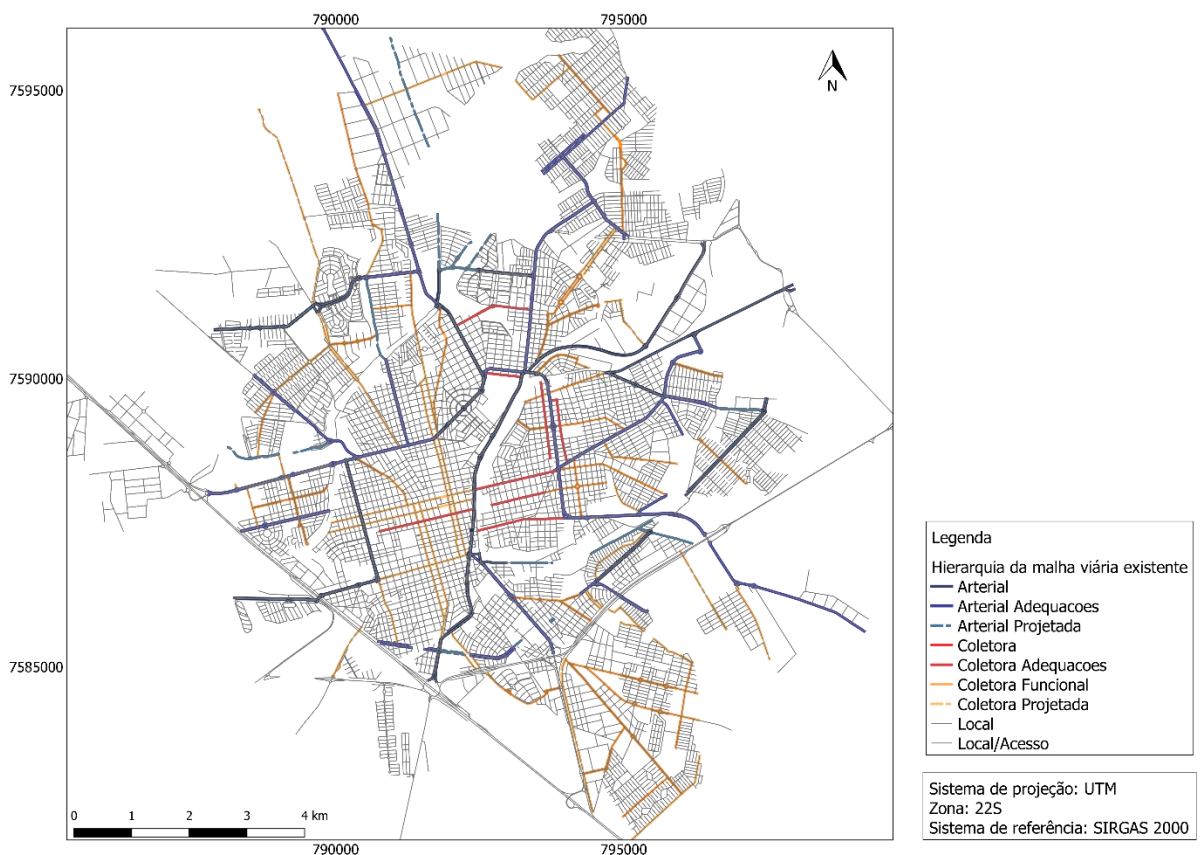 790000 795000
7595000
N
7590000
7585000
Legenda
Hierarquia da malha viária existente
Arterial
Arterial Adequacoes
Arterial Projetada
Coletora
Coletora Adequacoes
Coletora Funcional
Coletora Projetada
Local
Local/Acesso
Sistema de projeção: UTM
Zona: 22S
Sistema de referência: SIRGAS 2000
0 1 2 3 4 km
790000 795000